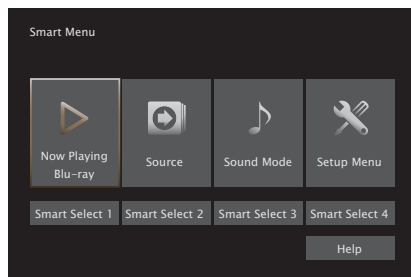 Smart Menu
Now Playing
Blu-ray
Source
Sound Mode
Setup Menu
Smart Select 1
Smart Select 2
Smart Select 3
Smart Select 4
Help